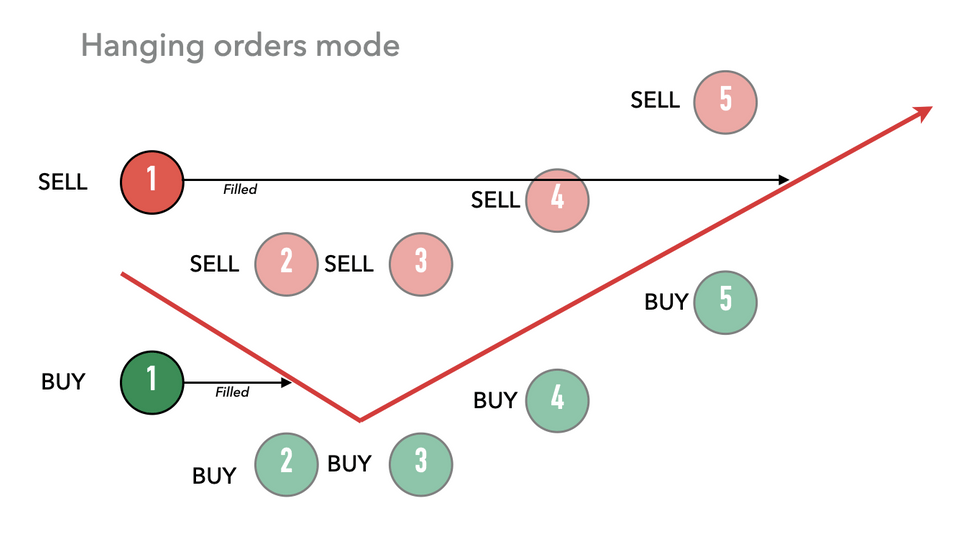 Hanging orders mode
SELL 5
SELL 1
Filled
SELL 4
SELL 2 SELL 3
BUY 5
BUY 1
Filled
BUY 4
BUY 2 BUY 3